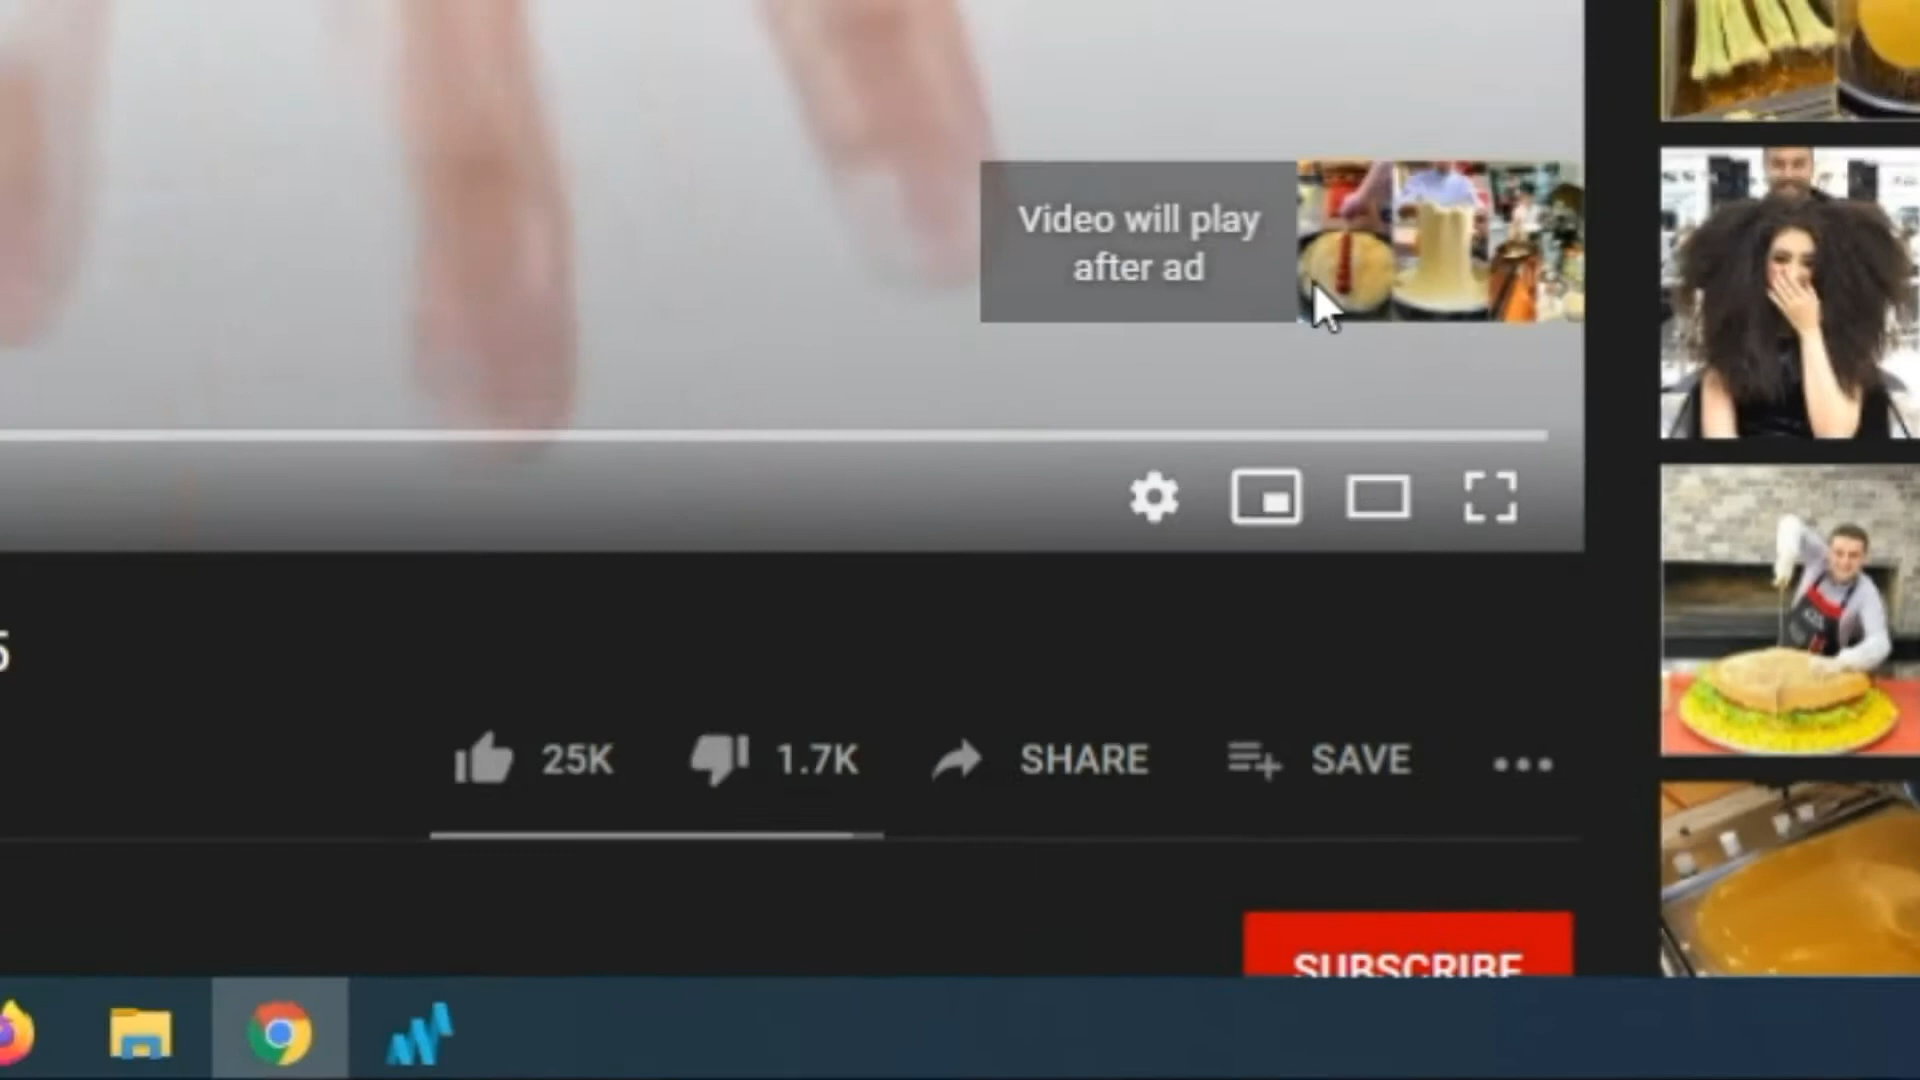 Video will play
after ad
25K
1.7K
SHARE
SAVE
SUBSCRIBE